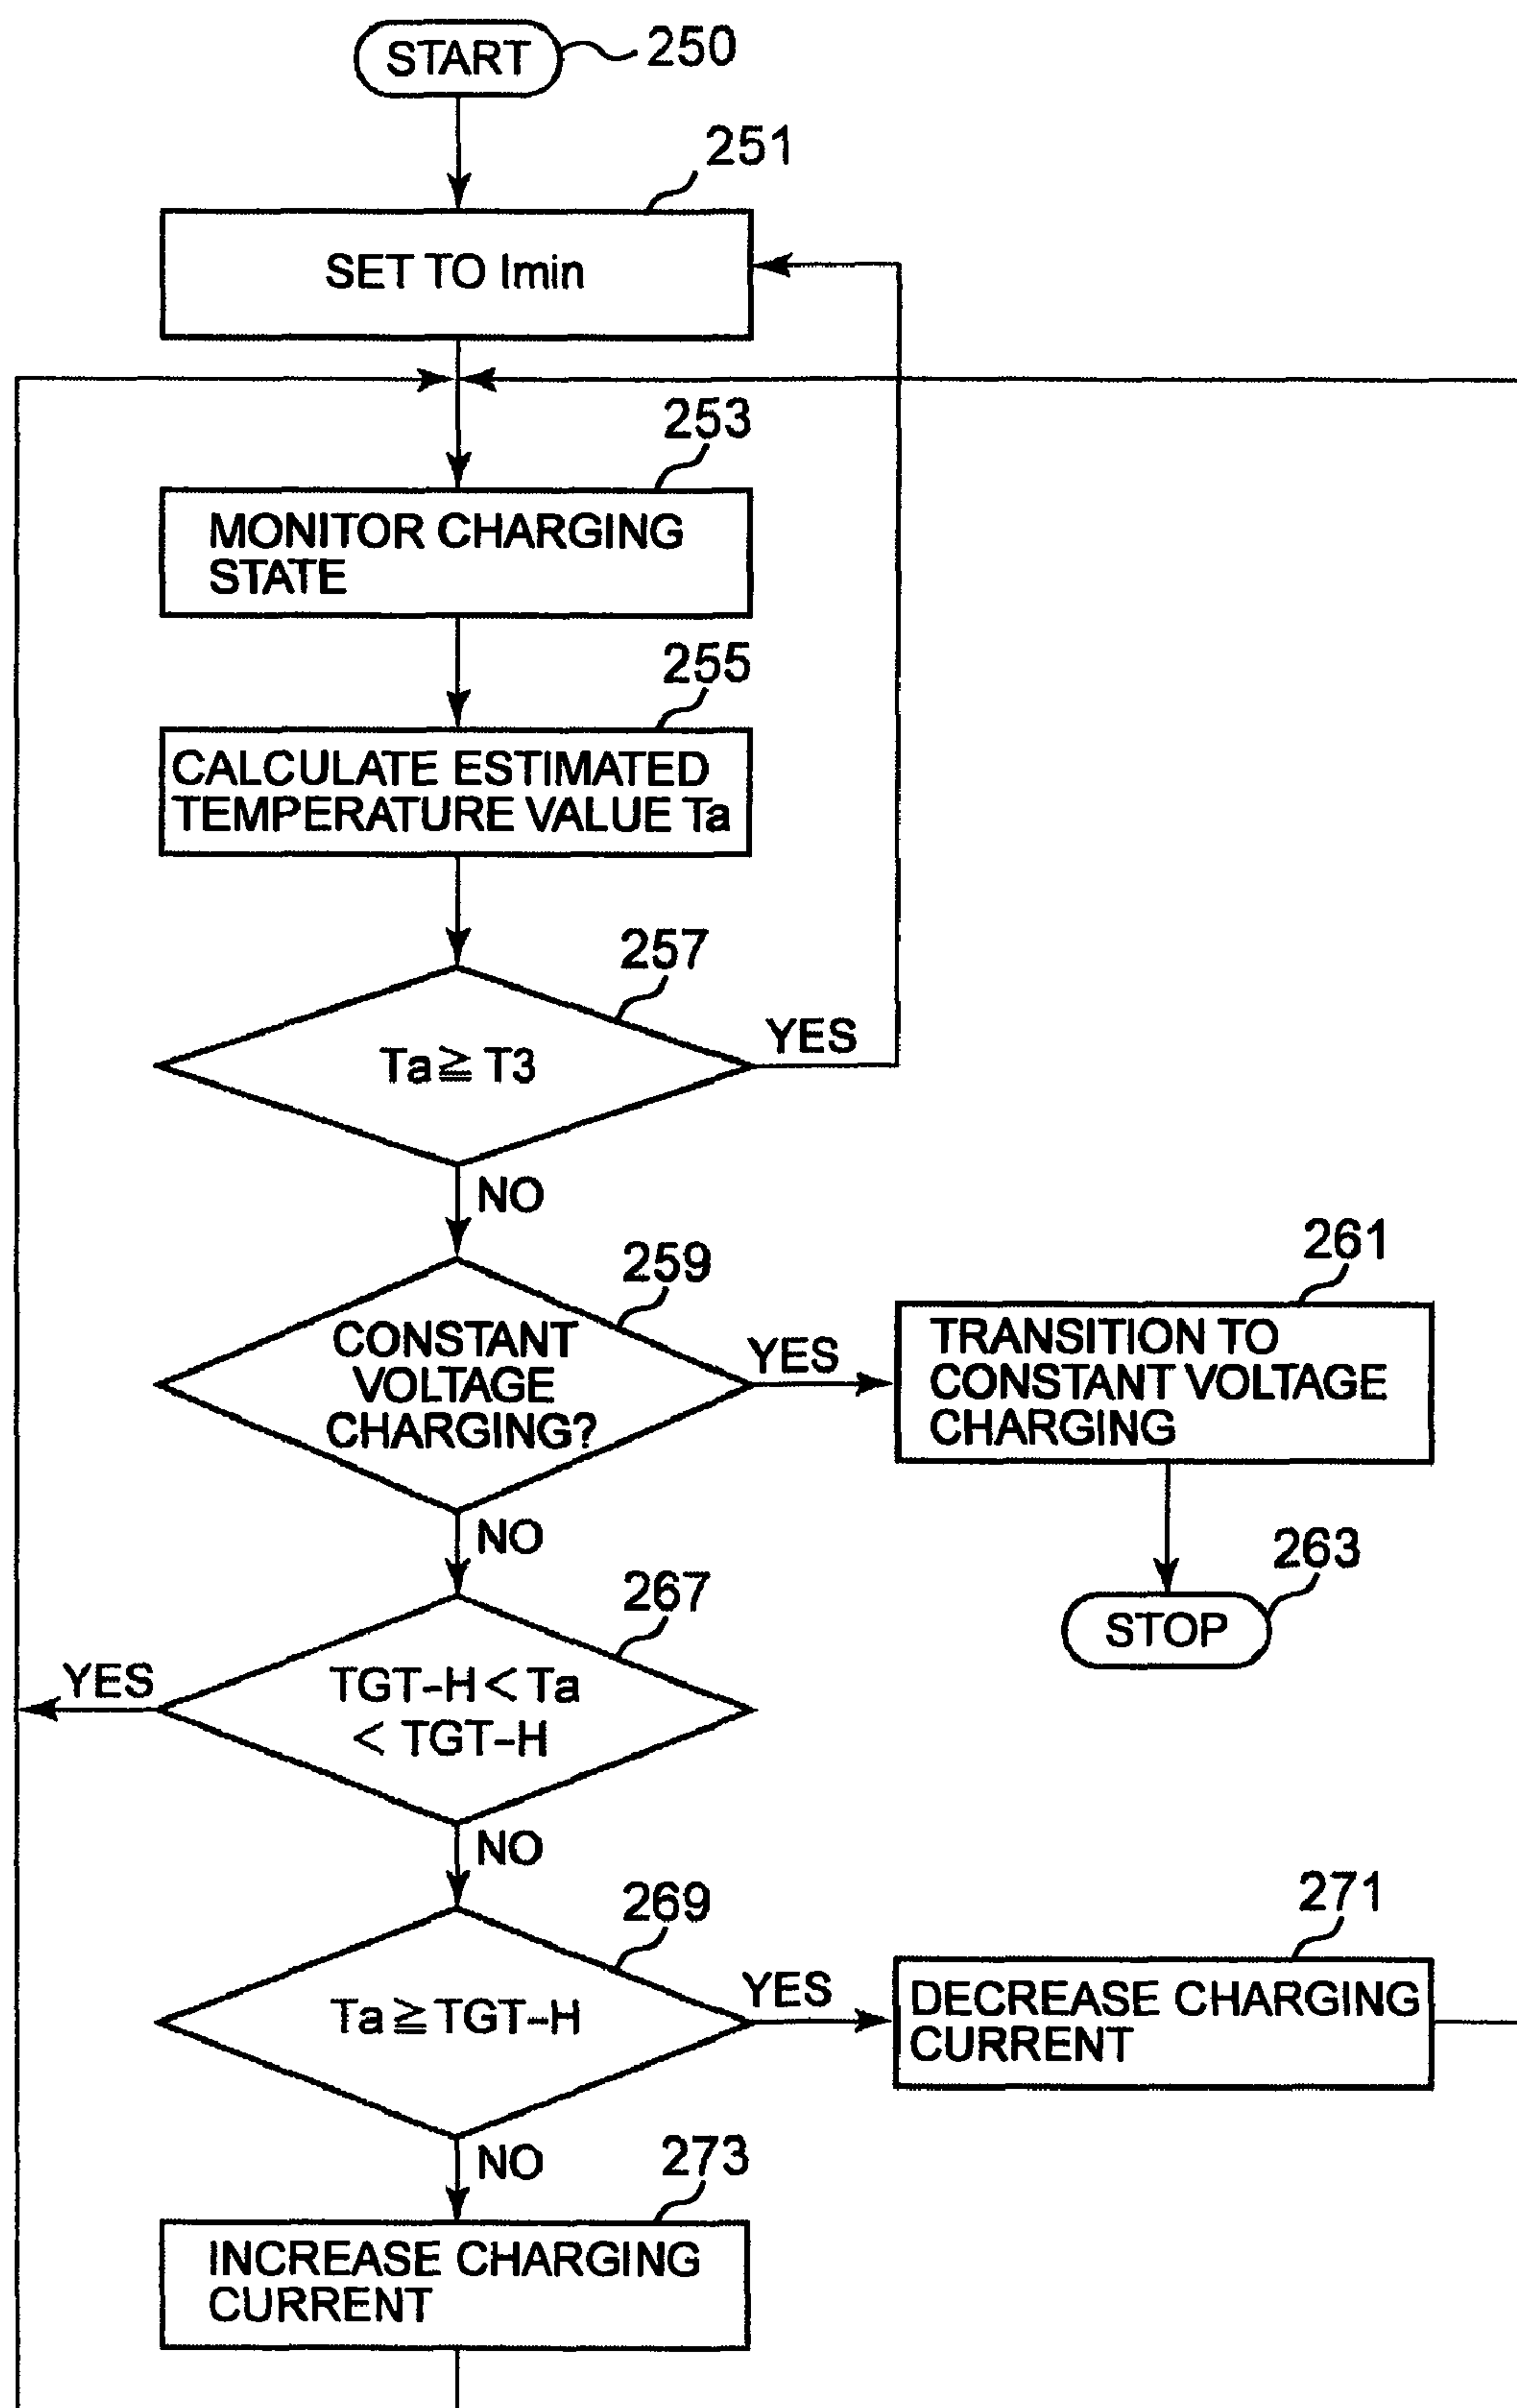 START
250
251
SET TO Imin
253
MONITOR CHARGING
STATE
255
CALCULATE ESTIMATED
TEMPERATURE VALUE Ta
257
Ta≧T3
YES
NO
259
CONSTANT
VOLTAGE
CHARGING?
YES
261
TRANSITION TO
CONSTANT VOLTAGE
CHARGING
NO
263
STOP
267
YES
TGT-H<Ta
< TGT-H
NO
269
Ta≧TGT-H
YES
271
DECREASE CHARGING
CURRENT
NO
273
INCREASE CHARGING
CURRENT